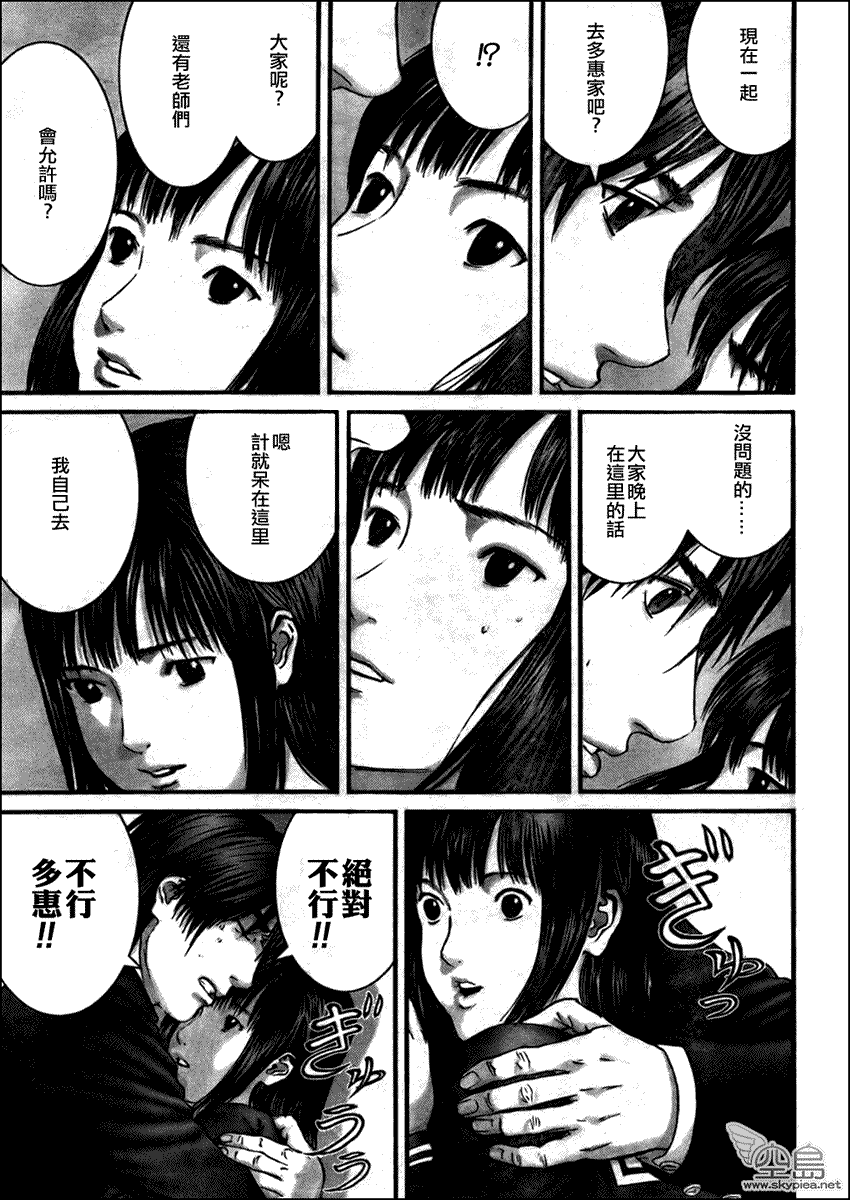 現在一起
去多惠家吧?
!?
大家呢?
還有老師們
會允許嗎?
沒問題的……
大家晚上
在這里的話
嗯
計就呆在這里
我自己去
ぎゅっ
絕對
不行!!
不行
多惠!!
ぎゅうっ
空島
www.skypiea.net